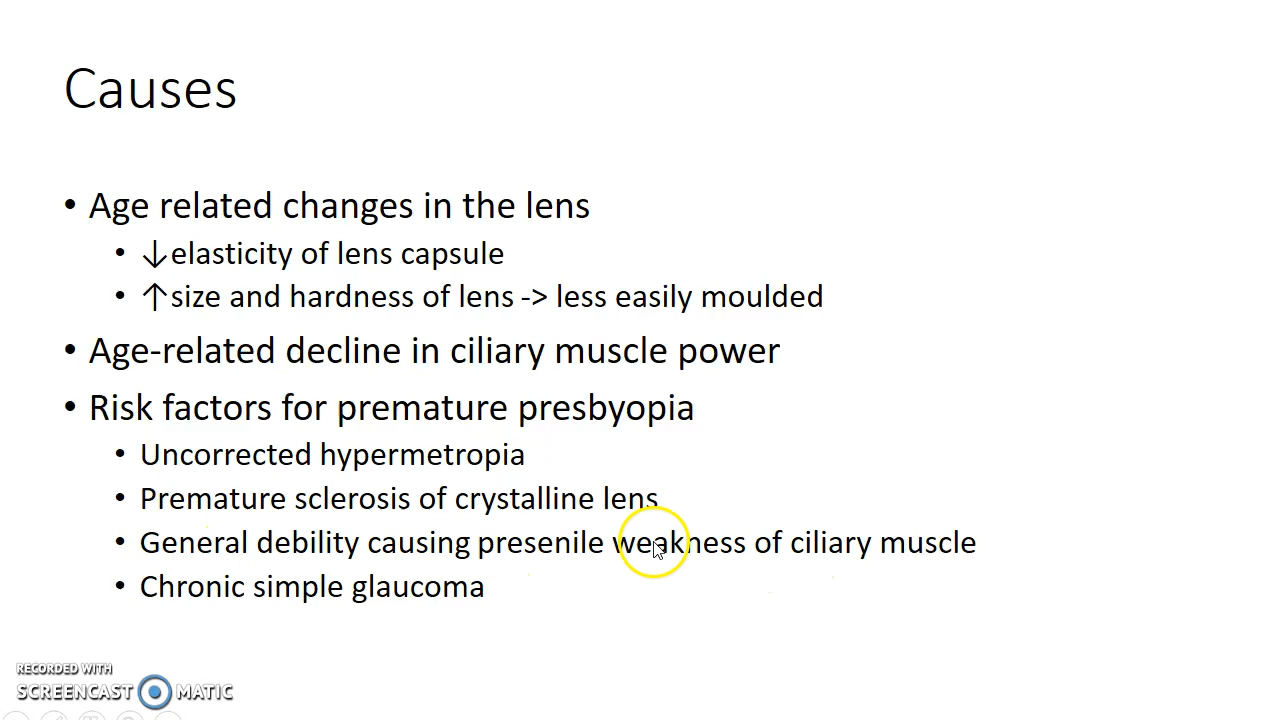 Causes
• Age related changes in the lens
• ↓elasticity of lens capsule
• ↑size and hardness of lens -> less easily moulded
• Age-related decline in ciliary muscle power
• Risk factors for premature presbyopia
• Uncorrected hypermetropia
• Premature sclerosis of crystalline lens
• General debility causing presenile weakness of ciliary muscle
• Chronic simple glaucoma
RECORDED WITH
SCREENCAST MATIC